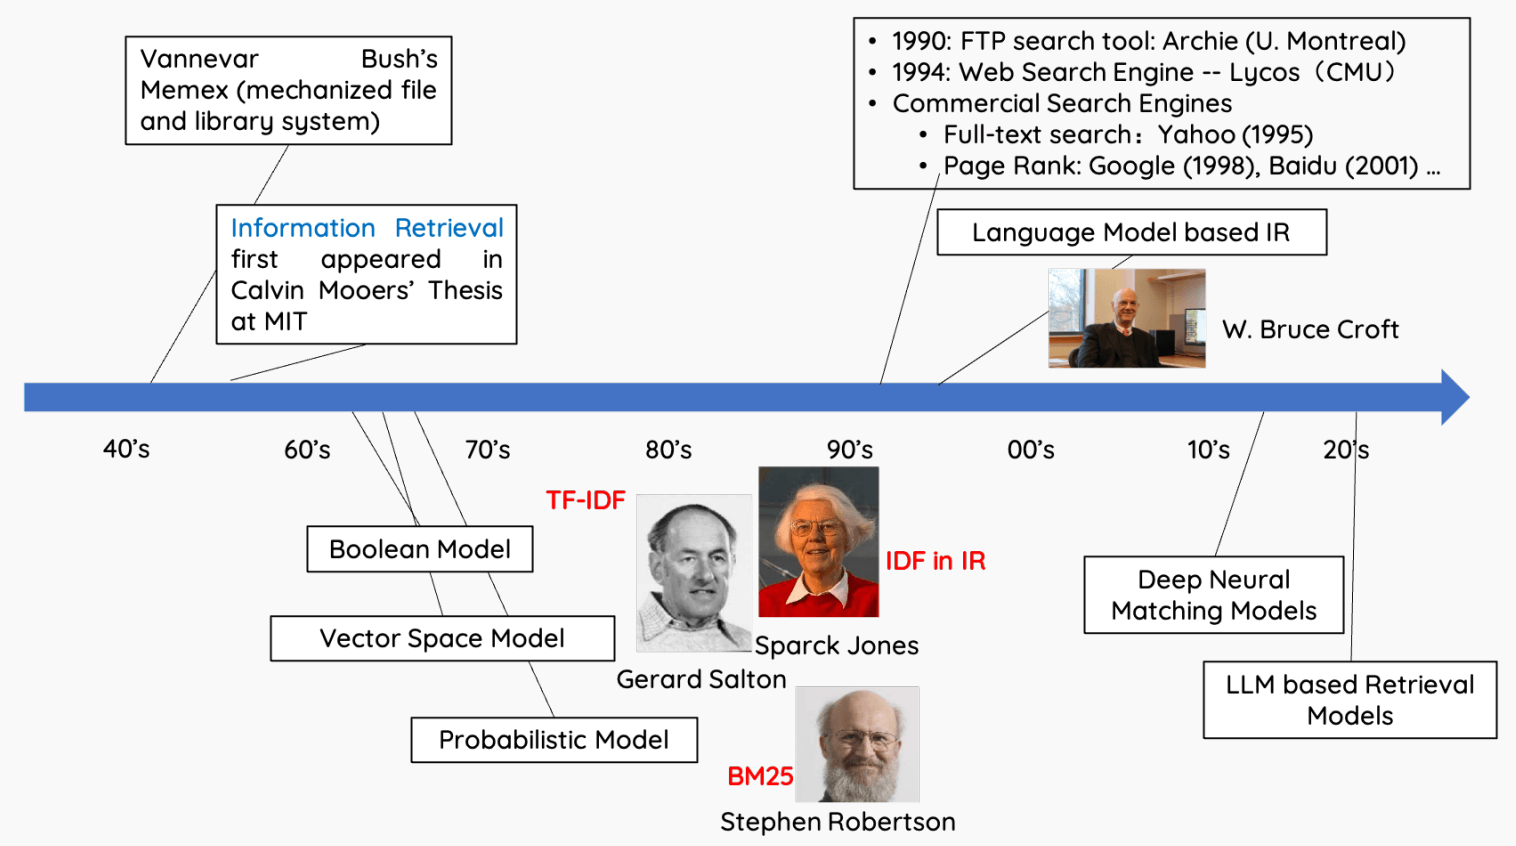 Vannevar Bush’s
Memex (mechanized file
and library system)
• 1990: FTP search tool: Archie (U. Montreal)
• 1994: Web Search Engine -- Lycos（CMU）
• Commercial Search Engines
• Full-text search：Yahoo (1995)
• Page Rank: Google (1998), Baidu (2001) ...
Information Retrieval
first appeared in
Calvin Mooers’ Thesis
at MIT
Language Model based IR
W. Bruce Croft
40’s
60’s
70’s
80’s
90’s
00’s
10’s
20’s
TF-IDF
IDF in IR
Boolean Model
Deep Neural
Matching Models
Vector Space Model
Sparck Jones
Gerard Salton
LLM based Retrieval
Models
Probabilistic Model
BM25
Stephen Robertson